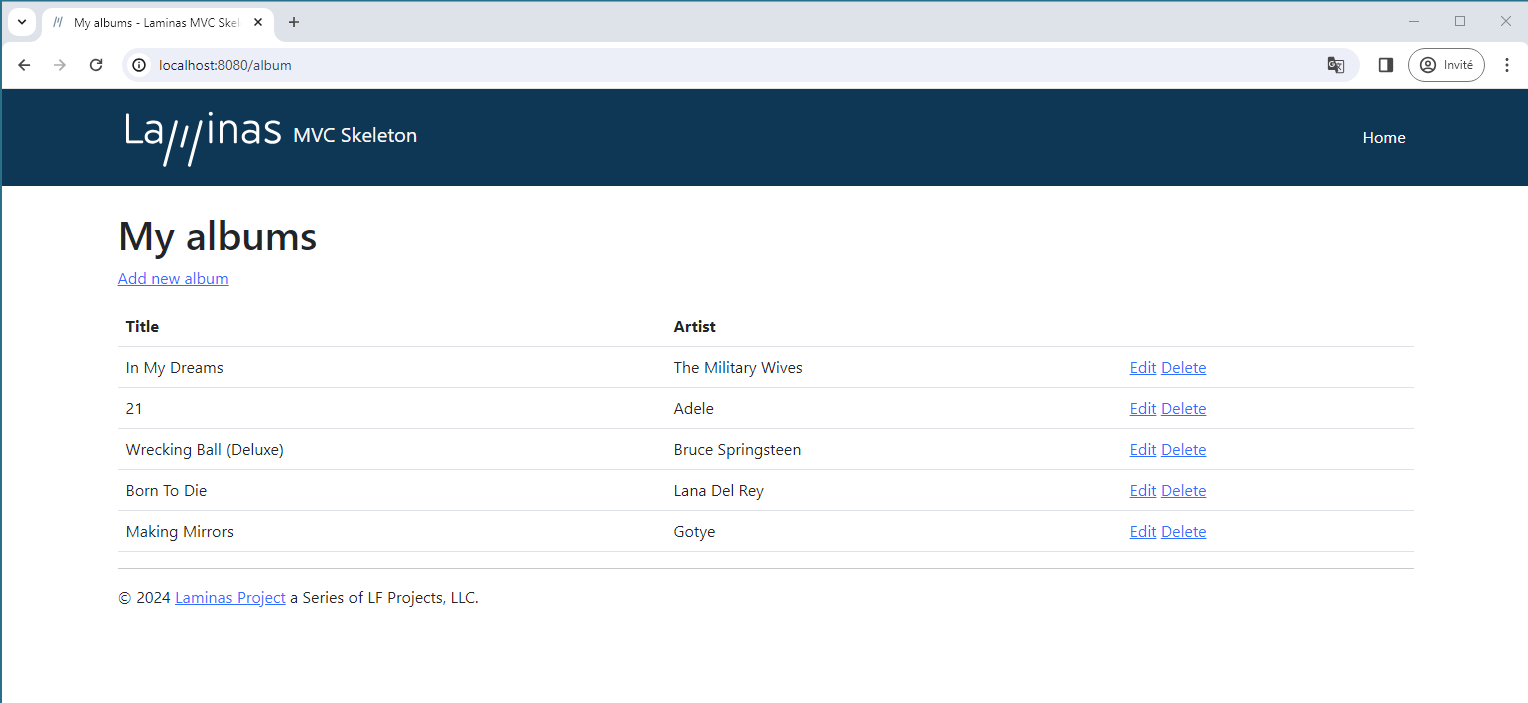 My albums - Laminas MVC Skel
localhost:8080/album
Invité
Laminas MVC Skeleton
Home
My albums
Add new album
Title Artist
In My Dreams The Military Wives Edit Delete
21 Adele Edit Delete
Wrecking Ball (Deluxe) Bruce Springsteen Edit Delete
Born To Die Lana Del Rey Edit Delete
Making Mirrors Gotye Edit Delete
© 2024 Laminas Project a Series of LF Projects, LLC.